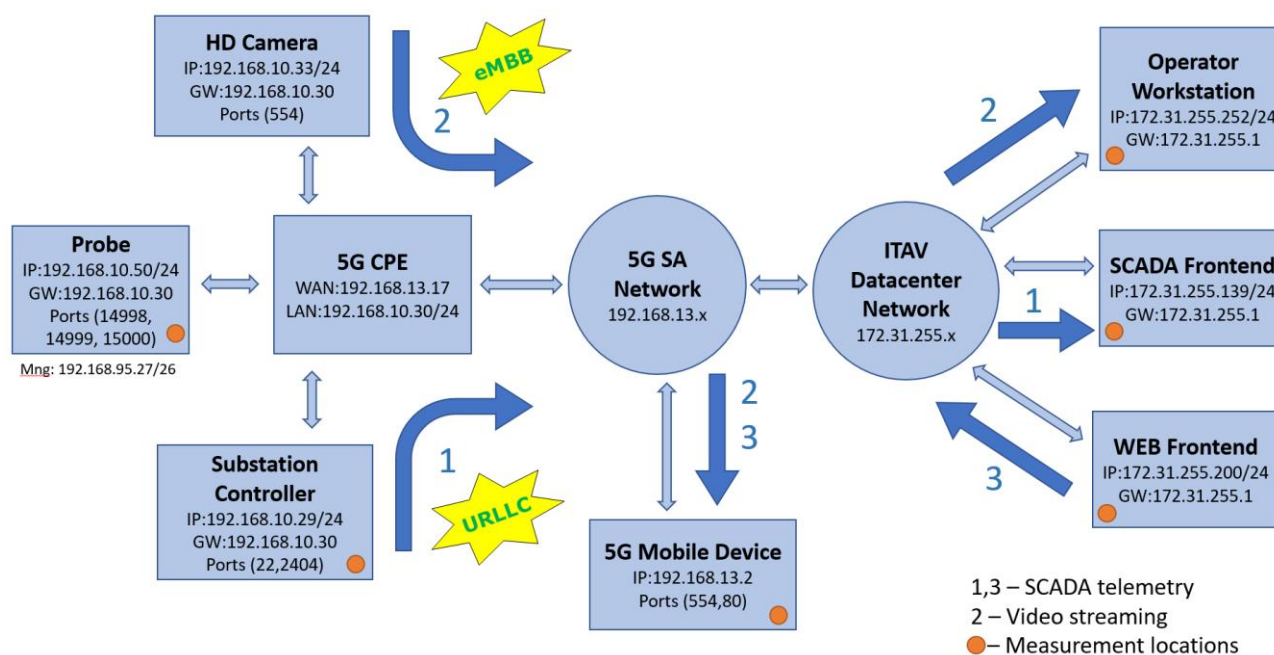 HD Camera
IP:192.168.10.33/24
GW:192.168.10.30
Ports (554)
eMBB
2
2
Operator
Workstation
IP:172.31.255.252/24
GW:172.31.255.1
Probe
IP:192.168.10.50/24
GW:192.168.10.30
Ports (14998,
14999, 15000)
Mng: 192.168.95.27/26
5G CPE
WAN:192.168.13.17
LAN:192.168.10.30/24
5G SA
Network
192.168.13.x
ITAV
Datacenter
Network
172.31.255.x
SCADA Frontend
IP:172.31.255.139/24
GW:172.31.255.1
1
Substation
Controller
IP:192.168.10.29/24
GW:192.168.10.30
Ports (22,2404)
1
URLLC
2
3
5G Mobile Device
IP:192.168.13.2
Ports (554,80)
3
WEB Frontend
IP:172.31.255.200/24
GW:172.31.255.1
1,3 – SCADA telemetry
2 – Video streaming
– Measurement locations